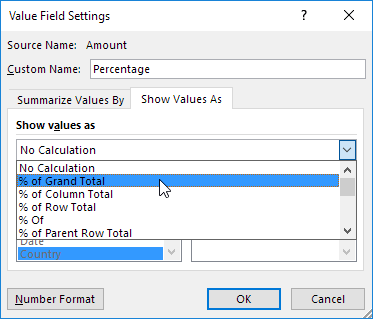 Value Field Settings
Source Name: Amount
Custom Name: Percentage
Summarize Values By Show Values As
Show values as
No Calculation
No Calculation
% of Grand Total
% of Column Total
% of Row Total
% Of
% of Parent Row Total
Date
Country
Number Format OK Cancel